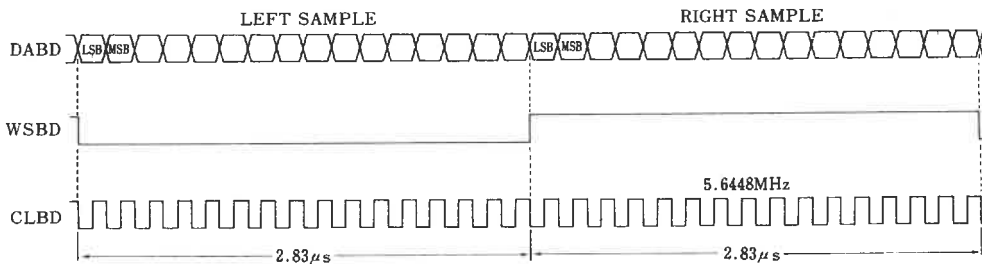 LEFT SAMPLE RIGHT SAMPLE
DABD LSB MSB LSB MSB
WSBD
5.6448MHz
CLBD
2.83μs 2.83μs